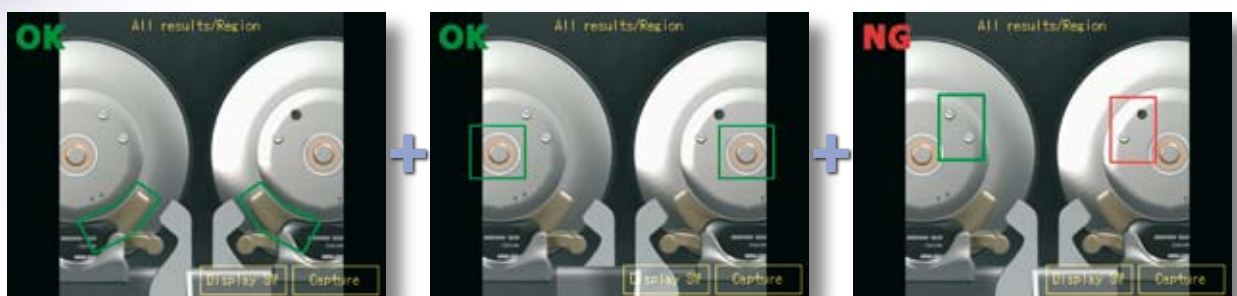 OK
All results/Region
Display SW
Capture
+
OK
All results/Region
Display SW
Capture
+
NG
All results/Region
Display SW
Capture